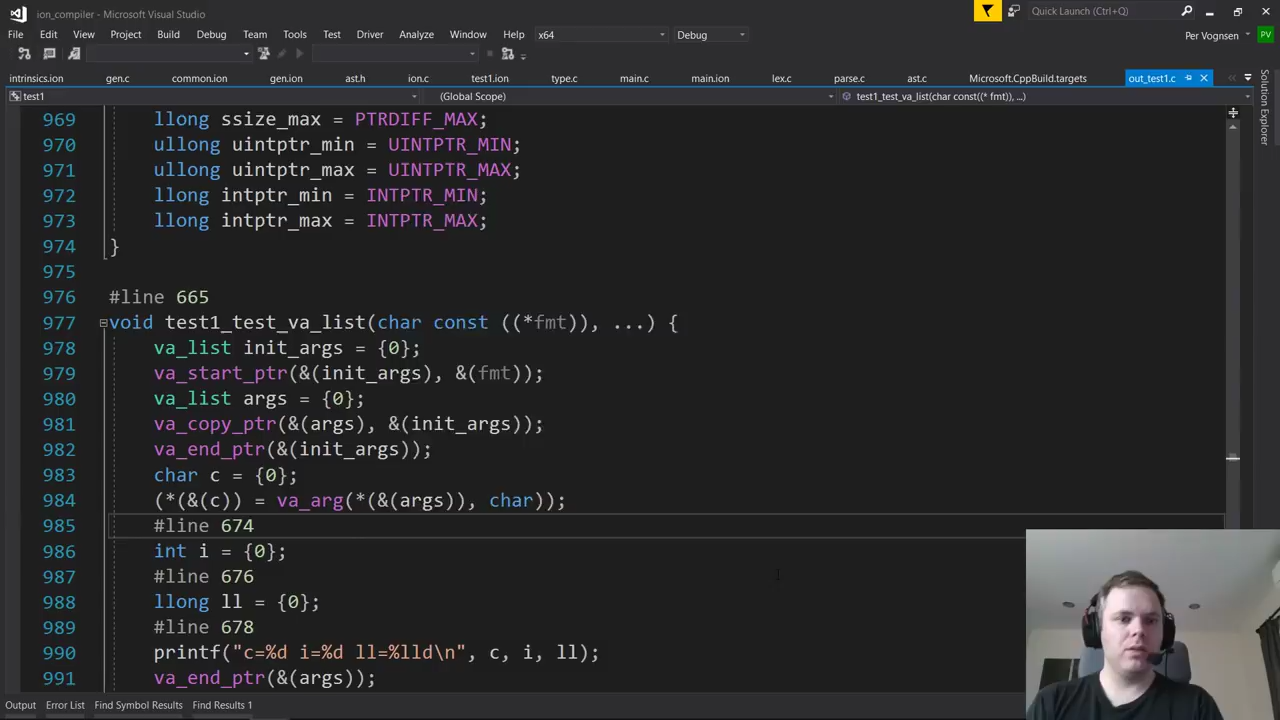 ion_compiler - Microsoft Visual Studio
Quick Launch (Ctrl+Q)
File Edit View Project Build Debug Team Tools Test Driver Analyze Window Help x64 Debug
Per Vognsen PV
intrinsics.ion gen.c common.ion gen.ion ast.h ion.c test1.ion type.c main.c main.ion lex.c parse.c ast.c Microsoft.CppBuild.targets out_test1.c
test1 (Global Scope) test1_test_va_list(char const((* fmt)), ...)
Solution Explorer
969 llong ssize_max = PTRDIFF_MAX;
970 ullong uintptr_min = UINTPTR_MIN;
971 ullong uintptr_max = UINTPTR_MAX;
972 llong intptr_min = INTPTR_MIN;
973 llong intptr_max = INTPTR_MAX;
974 }
975
976 #line 665
977 void test1_test_va_list(char const ((*fmt)), ...) {
978 va_list init_args = {0};
979 va_start_ptr(&(init_args), &(fmt));
980 va_list args = {0};
981 va_copy_ptr(&(args), &(init_args));
982 va_end_ptr(&(init_args));
983 char c = {0};
984 (*(&(c)) = va_arg(*(&(args)), char));
985 #line 674
986 int i = {0};
987 #line 676
988 llong ll = {0};
989 #line 678
990 printf("c=%d i=%d ll=%lld\n", c, i, ll);
991 va_end_ptr(&(args));
Output Error List Find Symbol Results Find Results 1